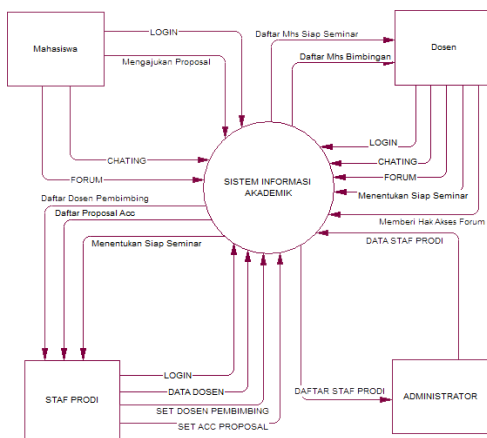 Mahasiswa
LOGIN
Mengajukan Proposal
CHATING
FORUM
Daftar Mhs Siap Seminar
Daftar Mhs Bimbingan
Dosen
LOGIN
CHATING
FORUM
Menentukan Siap Seminar
Memberi Hak Akses Forum
SISTEM INFORMASI
AKADEMIK
Daftar Dosen Pembimbing
Daftar Proposal Acc
Menentukan Siap Seminar
DATA STAF PRODI
STAF PRODI
LOGIN
DATA DOSEN
SET DOSEN PEMBIMBING
SET ACC PROPOSAL
DAFTAR STAF PRODI
ADMINISTRATOR